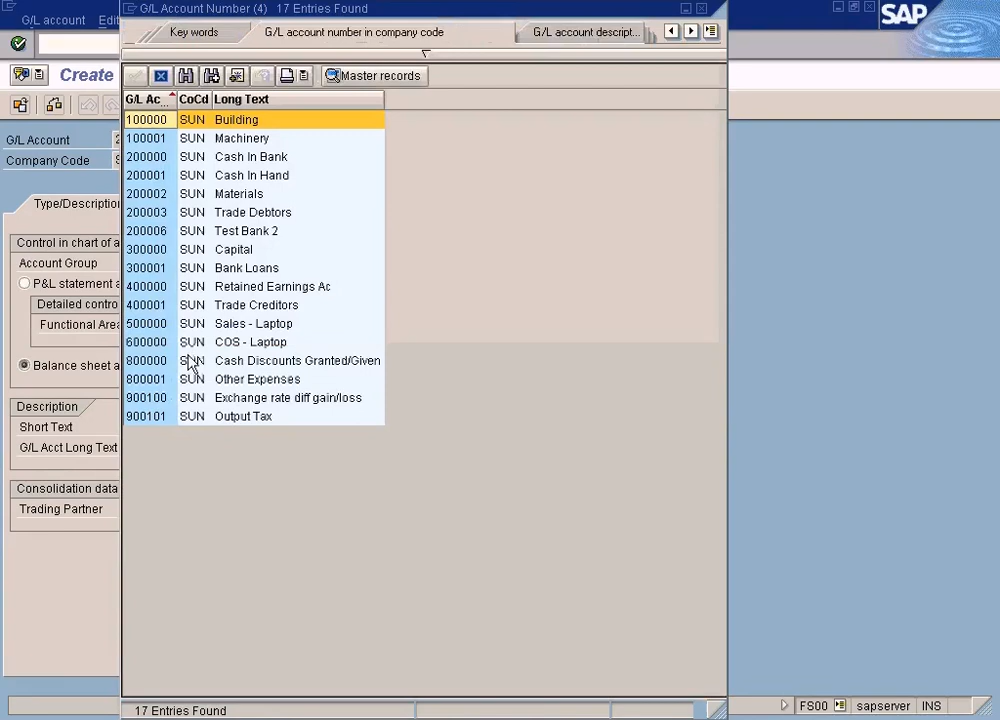 G/L Account Number (4) 17 Entries Found
G/L account Edi
SAP
Key words G/L account number in company code G/L account descript...
Create
Master records
G/L Ac... CoCd Long Text
100000 SUN Building
100001 SUN Machinery
200000 SUN Cash In Bank
200001 SUN Cash In Hand
200002 SUN Materials
200003 SUN Trade Debtors
200006 SUN Test Bank 2
300000 SUN Capital
300001 SUN Bank Loans
400000 SUN Retained Earnings Ac
400001 SUN Trade Creditors
500000 SUN Sales - Laptop
600000 SUN COS - Laptop
800000 SUN Cash Discounts Granted/Given
800001 SUN Other Expenses
900100 SUN Exchange rate diff gain/loss
900101 SUN Output Tax
G/L Account 2
Company Code S
Type/Description
Control in chart of a
Account Group
P&L statement a
Detailed contro
Functional Area
Balance sheet a
Description
Short Text
G/L Acct Long Text
Consolidation data
Trading Partner
17 Entries Found
FS00 sapserver INS